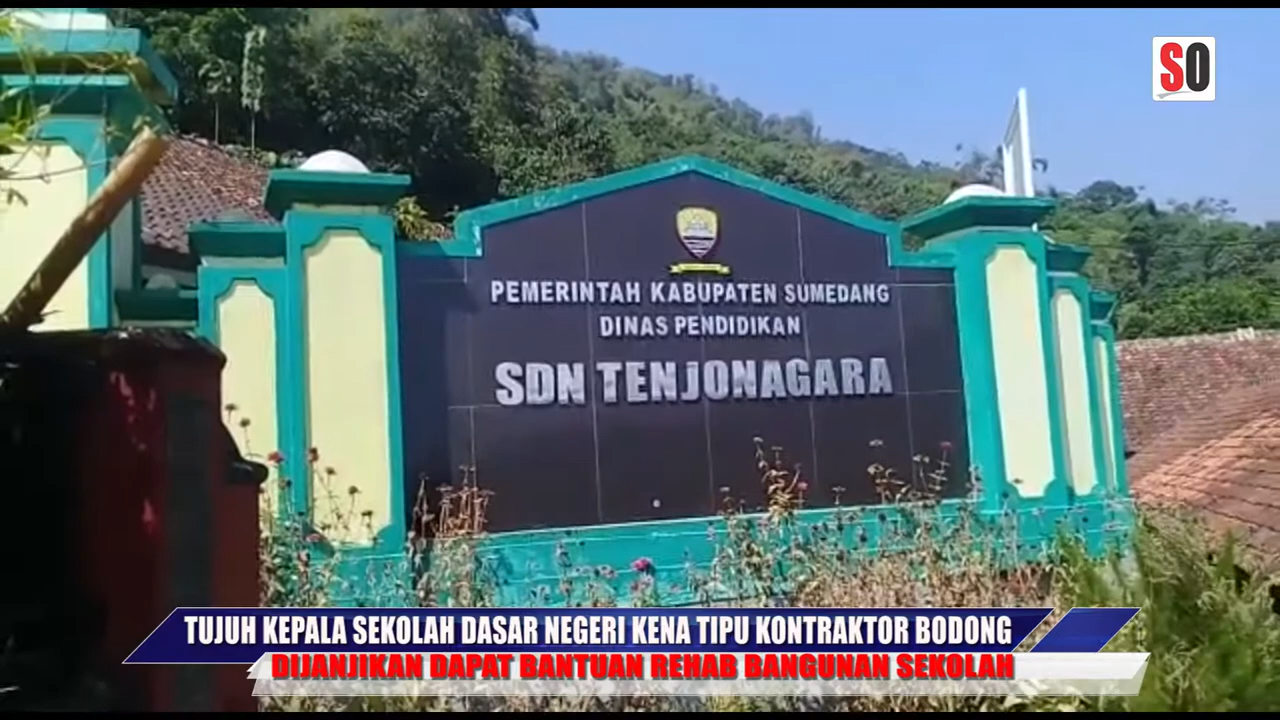 SO
PEMERINTAH KABUPATEN SUMEDANG
DINAS PENDIDIKAN
SDN TENJONAGARA
TUJUH KEPALA SEKOLAH DASAR NEGERI KENA TIPU KONTRAKTOR BODONG
DIJANJIKAN DAPAT BANTUAN REHAB BANGUNAN SEKOLAH